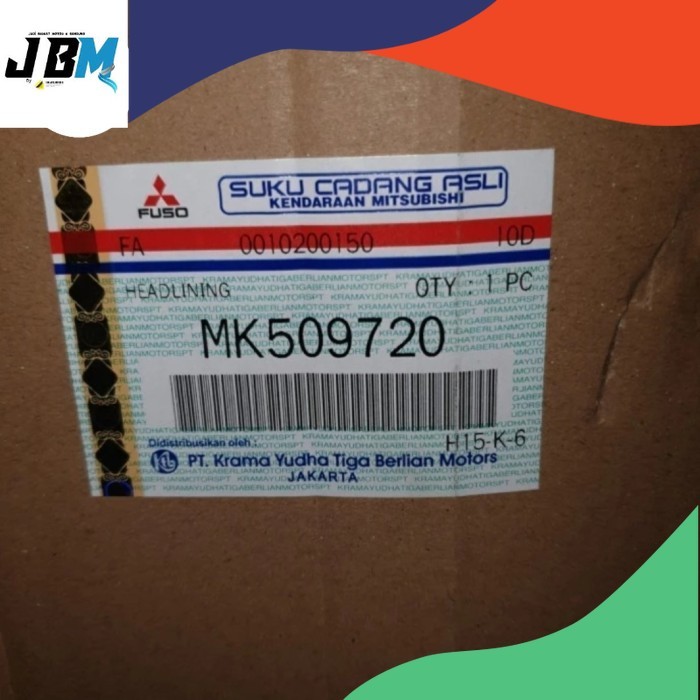 JBM
By
FUSO
SUKU CADANG ASLI
KENDARAAN MITSUBISHI
FA 0010200150 10D
HEADLINING QTY : 1 PC
MK509720
Didistribusikan oleh :
H15-K-6
PT. Krama Yudha Tiga Berlian Motors
JAKARTA